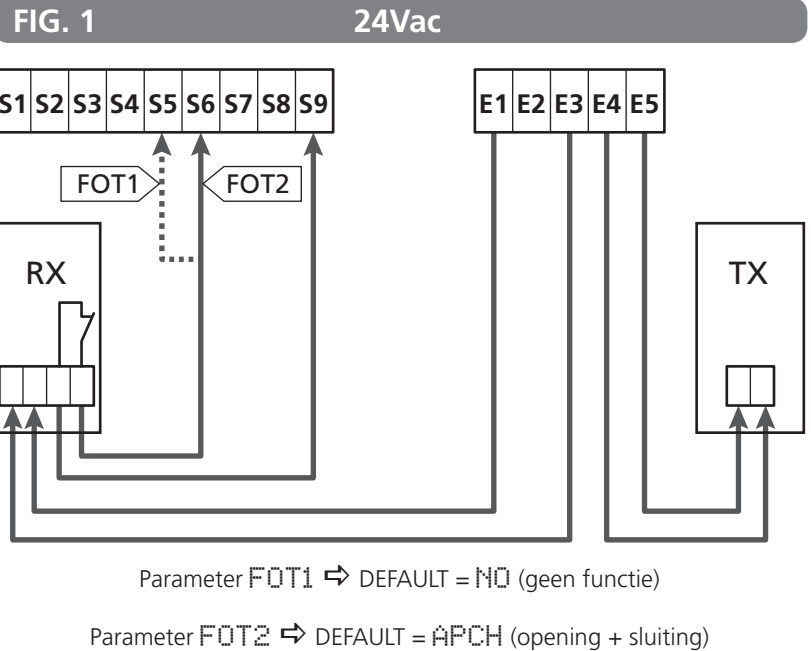 FIG. 1 24Vac
S1 S2 S3 S4 S5 S6 S7 S8 S9 E1 E2 E3 E4 E5
FOT1 FOT2
RX TX
Parameter FOT1 ⇨ DEFAULT = NO (geen functie)
Parameter FOT2 ⇨ DEFAULT = APCH (opening + sluiting)